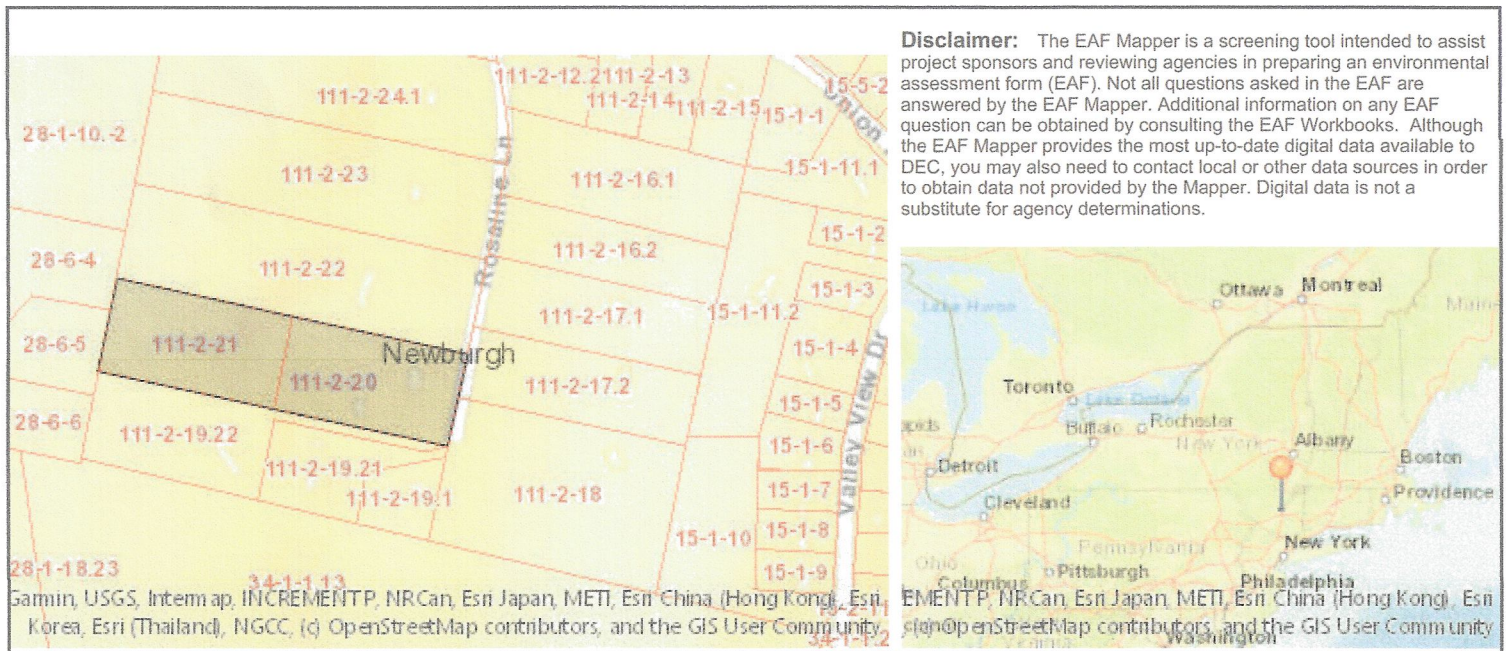 Disclaimer: The EAF Mapper is a screening tool intended to assist
project sponsors and reviewing agencies in preparing an environmental
assessment form (EAF). Not all questions asked in the EAF are
answered by the EAF Mapper. Additional information on any EAF
question can be obtained by consulting the EAF Workbooks. Although
the EAF Mapper provides the most up-to-date digital data available to
DEC, you may also need to contact local or other data sources in order
to obtain data not provided by the Mapper. Digital data is not a
substitute for agency determinations.
111-2-12.2
111-2-13
111-2-24.1
111-2-14
111-2-15
15-1-1
15-5-2
Union
28-1-10.-2
111-2-23
111-2-16.1
15-1-11.1
Rosaline Ln
15-1-2
28-6-4
111-2-22
111-2-16.2
15-1-3
111-2-17.1
15-1-11.2
28-6-5
111-2-21
Newburgh
15-1-4
Valley View Dr
111-2-20
111-2-17.2
15-1-5
28-6-6
111-2-19.22
15-1-6
111-2-19.21
111-2-19.1
111-2-18
15-1-7
15-1-10
15-1-8
28-1-18.23
34-1-1.13
15-1-9
Garmin, USGS, Intermap, INCREMENT P, NRCan, Esri Japan, METI, Esri China (Hong Kong), Esri
Korea, Esri (Thailand), NGCC, (c) OpenStreetMap contributors, and the GIS User Community
Ottawa
Montreal
Toronto
Lake Ontario
Buffalo
Rochester
New York
Albany
Boston
Detroit
Providence
Cleveland
New York
Pennsylvania
Ohio
Columbus
Pittsburgh
Philadelphia
EMENT P, NRCan, Esri Japan, METI, Esri China (Hong Kong), Esri
(c) OpenStreetMap contributors, and the GIS User Community
Washington